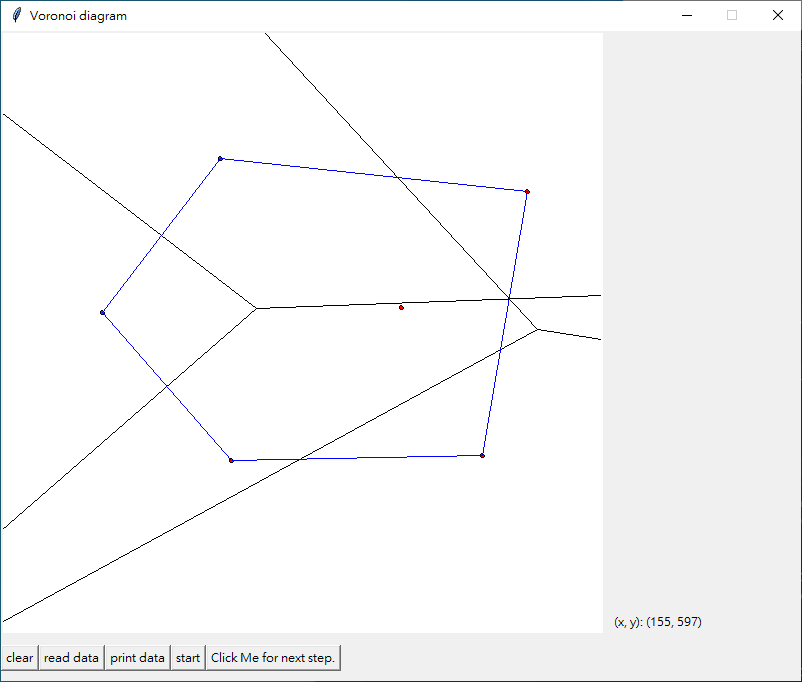 Voronoi diagram
(x, y): (155, 597)
clear read data print data start Click Me for next step.